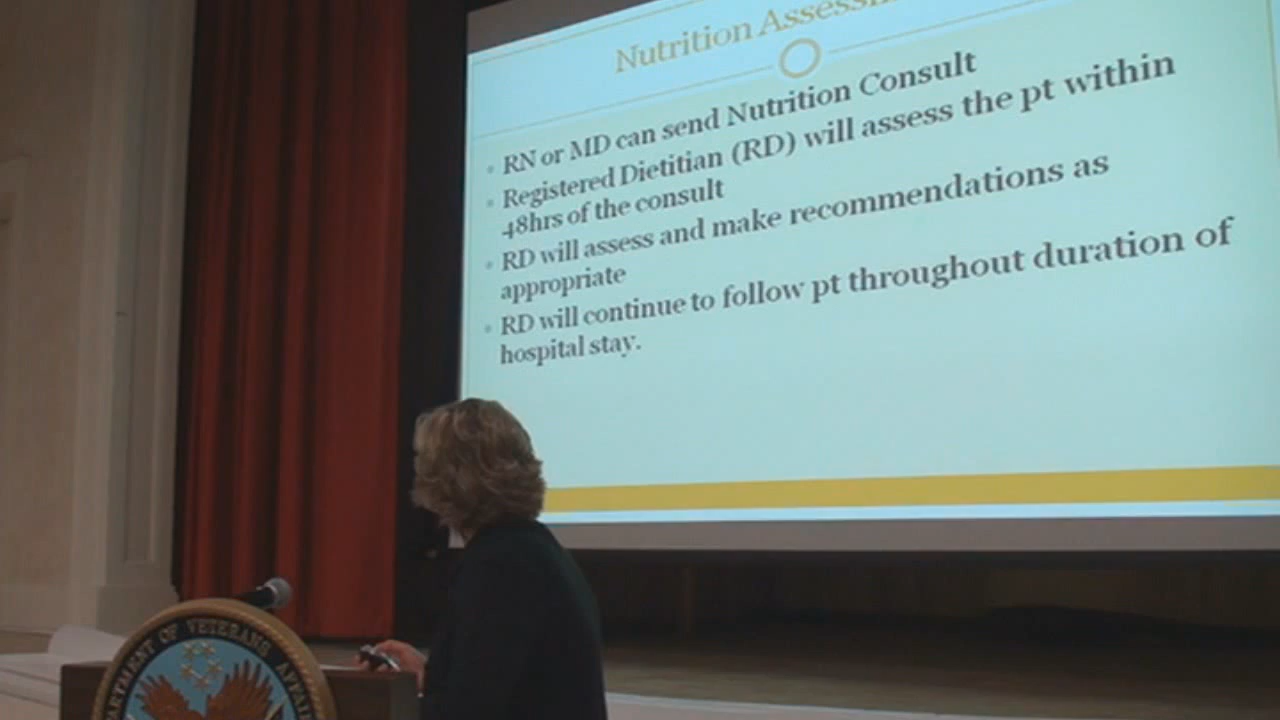 Nutrition
RN or MD can send Nutrition Consult
Registered Dietitian (RD) will assess the pt within
48hrs of the consult
RD will assess and make recommendations as
appropriate
RD will continue to follow pt throughout duration of
hospital stay.
OF VETERANS